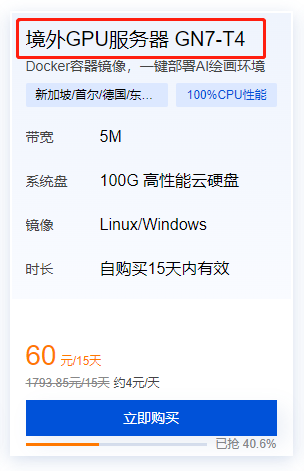 境外GPU服务器 GN7-T4
Docker容器镜像，一键部署AI绘画环境
新加坡/首尔/德国/东...
100%CPU性能
带宽 5M
系统盘 100G 高性能云硬盘
镜像 Linux/Windows
时长 自购买15天内有效
60 元/15天
1793.85元/15天 约4元/天
立即购买
已抢 40.6%